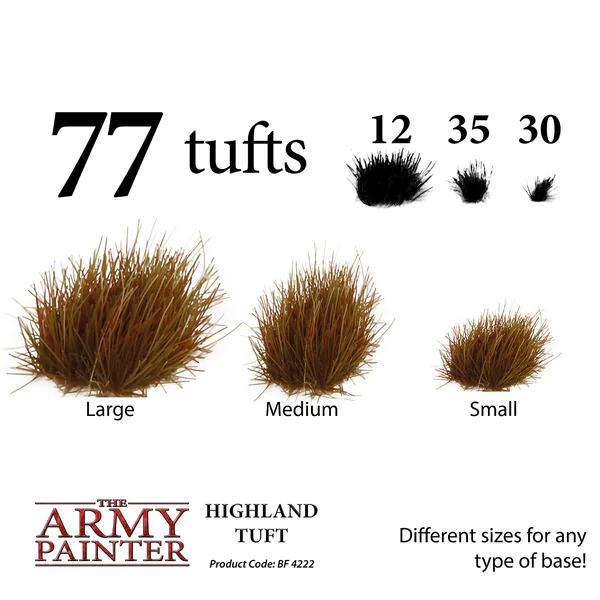 77 tufts
12 35 30
Large Medium Small
THE
ARMY
PAINTER
HIGHLAND
TUFT
Product Code: BF 4222
Different sizes for any
type of base!